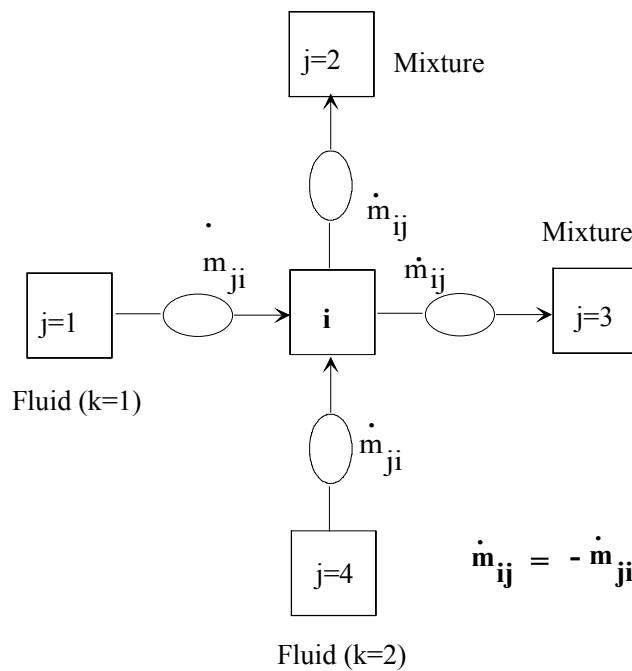 j=2
Mixture
ṁij
Mixture
ṁji
ṁij
j=1
i
j=3
Fluid (k=1)
ṁji
j=4
ṁij = - ṁji
Fluid (k=2)